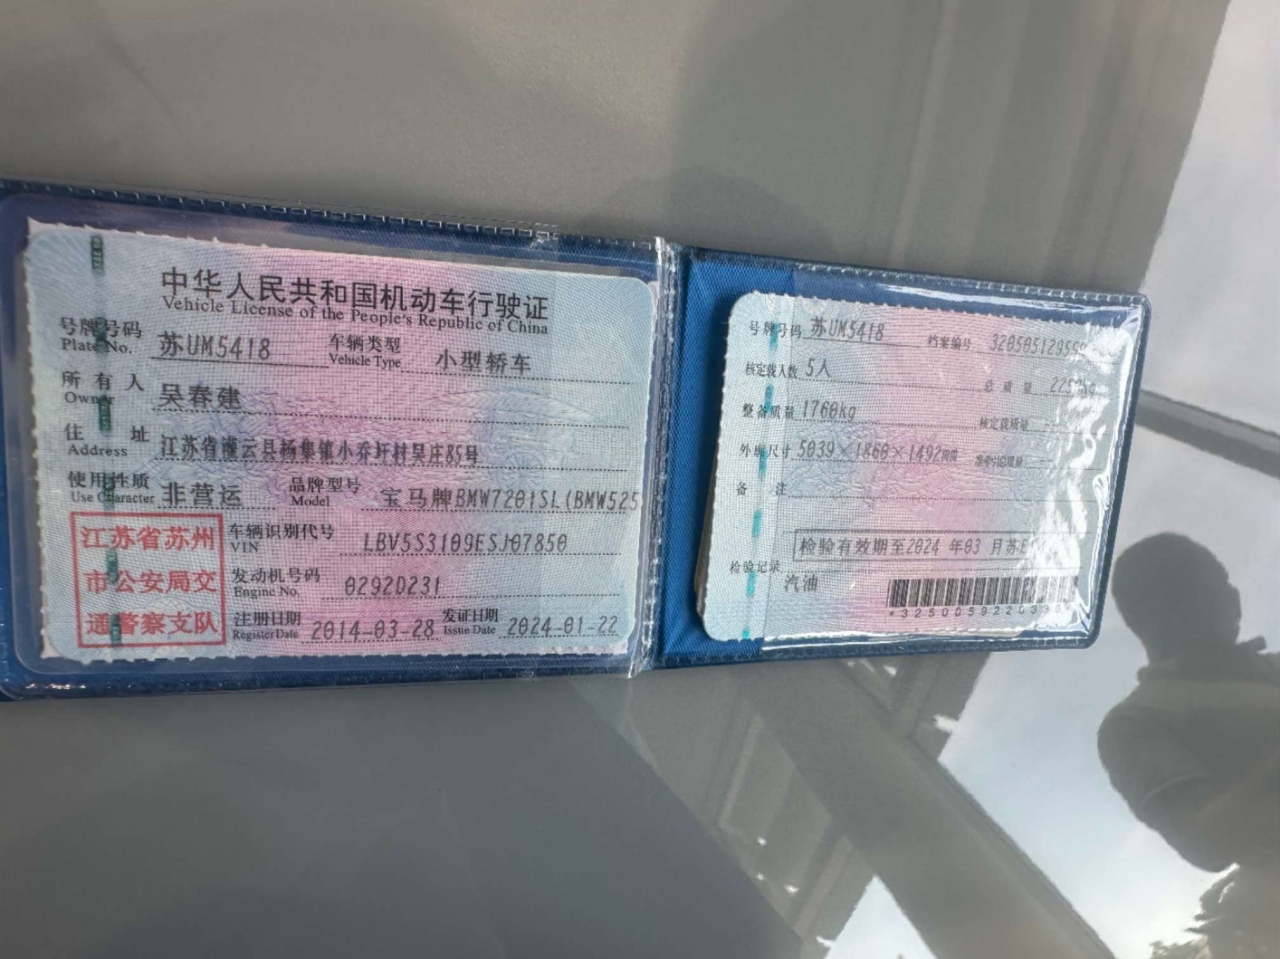 中华人民共和国机动车行驶证
Vehicle License of the People's Republic of China
号牌号码 苏UM5418 车辆类型 小型轿车
Plate No. Vehicle Type
所有人 吴春建
Owner
住址 江苏省灌云县杨集镇小乔圩村吴庄85号
Address
使用性质 非营运 品牌型号 宝马牌BMW7201SL(BMW525
Use Character Model
江苏省苏州
市公安局交
通警察支队
车辆识别代号 LBV5S3109ESJ07850
VIN
发动机号码 0292D231
Engine No.
注册日期 2014-03-28 发证日期 2024-01-22
Register Date Issue Date
号牌号码 苏UM5418 档案编号
核定载人数 5人 总质量
整备质量 1760kg 核定载质量
外廓尺寸 5039×1860×1492 准牵引总质量
备注
检验有效期至2024年03月苏E
检验记录
汽油